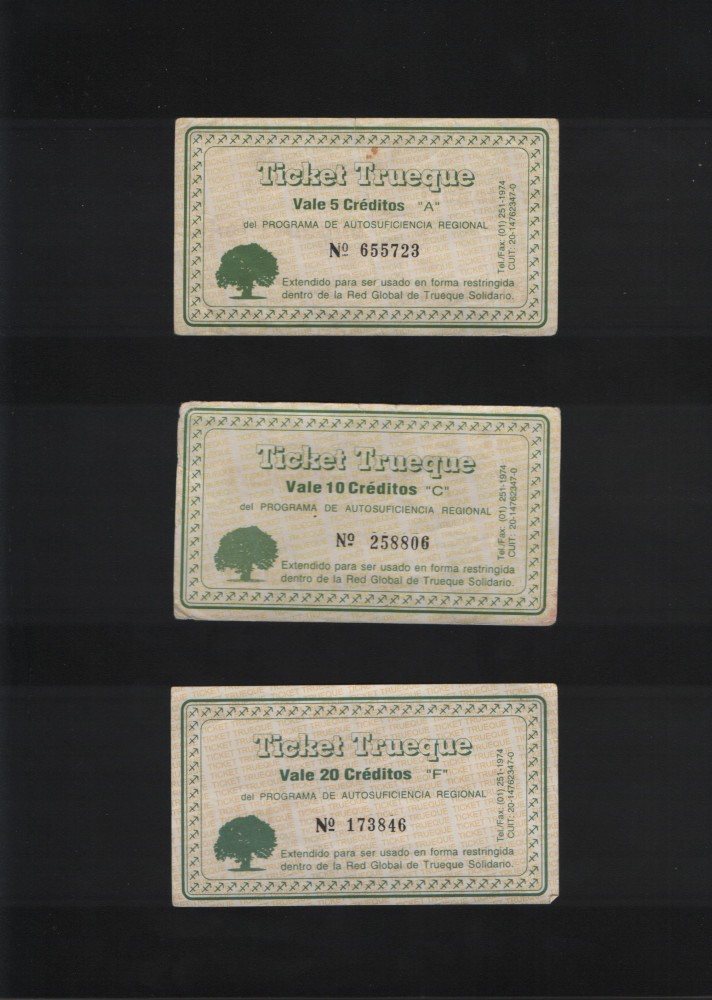 Ticket Trueque
Vale 5 Créditos "A"
del PROGRAMA DE AUTOSUFICIENCIA REGIONAL
Nº 655723
Extendido para ser usado en forma restringida
dentro de la Red Global de Trueque Solidario.
Tel./Fax: (01) 251-1974
CUIT: 20-14762347-0
Ticket Trueque
Vale 10 Créditos "C"
del PROGRAMA DE AUTOSUFICIENCIA REGIONAL
Nº 258806
Extendido para ser usado en forma restringida
dentro de la Red Global de Trueque Solidario.
Tel./Fax: (01) 251-1974
CUIT: 20-14762347-0
Ticket Trueque
Vale 20 Créditos "F"
del PROGRAMA DE AUTOSUFICIENCIA REGIONAL
Nº 173846
Extendido para ser usado en forma restringida
dentro de la Red Global de Trueque Solidario.
Tel./Fax: (01) 251-1974
CUIT: 20-14762347-0